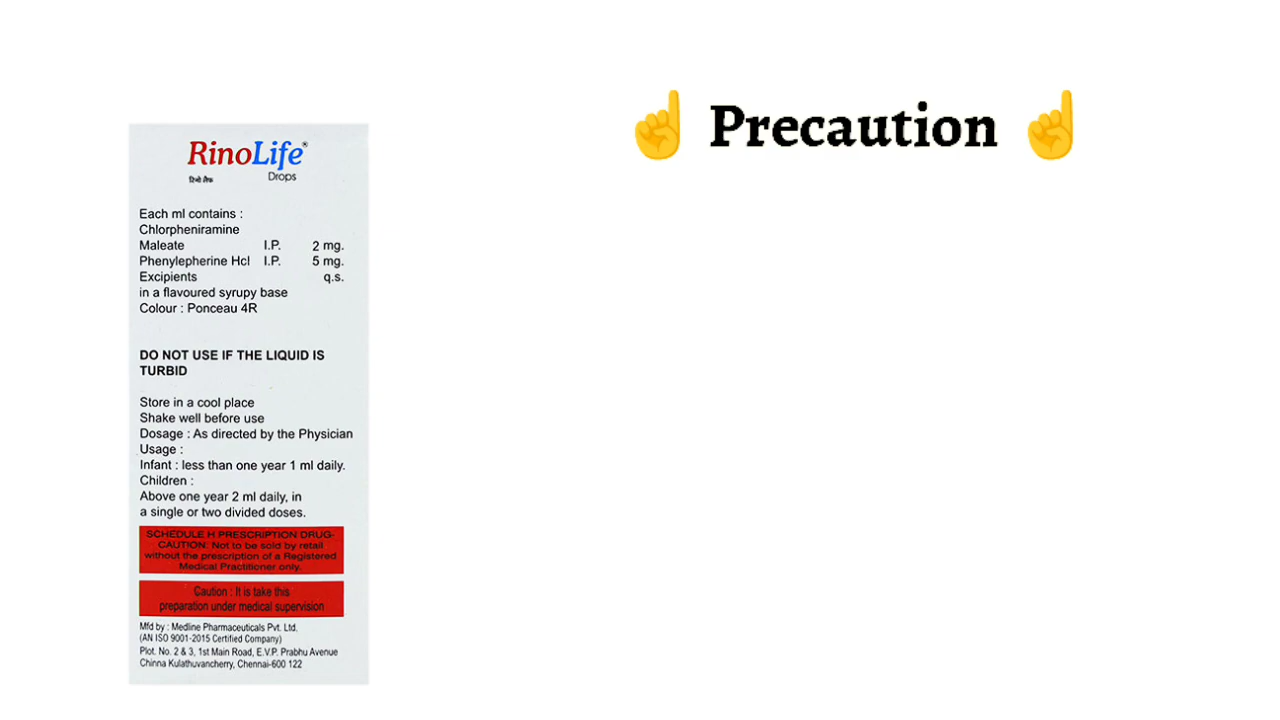 Precaution
RinoLife®
Drops
Each ml contains :
Chlorpheniramine
Maleate I.P. 2 mg.
Phenylepherine Hcl I.P. 5 mg.
Excipients q.s.
in a flavoured syrupy base
Colour : Ponceau 4R
DO NOT USE IF THE LIQUID IS
TURBID
Store in a cool place
Shake well before use
Dosage : As directed by the Physician
Usage :
Infant : less than one year 1 ml daily.
Children :
Above one year 2 ml daily, in
a single or two divided doses.
SCHEDULE H PRESCRIPTION DRUG-
CAUTION: Not to be sold by retail
without the prescription of a Registered
Medical Practitioner only.
Caution : It is take this
preparation under medical supervision
Mfd by : Medline Pharmaceuticals Pvt. Ltd.
(AN ISO 9001-2015 Certified Company)
Plot. No. 2 & 3, 1st Main Road, E.V.P. Prabhu Avenue
Chinna Kulathuvancherry, Chennai-600 122